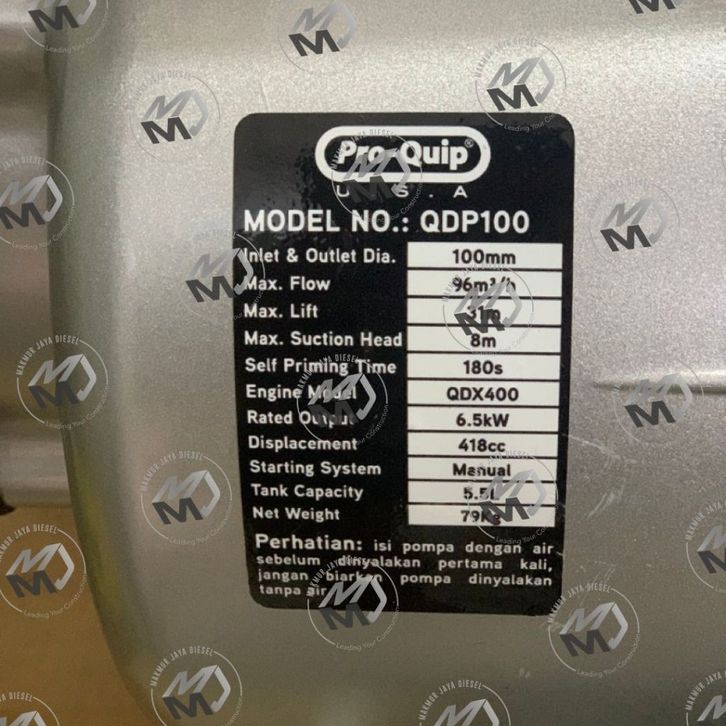 Pro-Quip®
U.S.A
MODEL NO.: QDP100
Inlet & Outlet Dia. 100mm
Max. Flow 96m³/h
Max. Lift 31m
Max. Suction Head 8m
Self Priming Time 180s
Engine Model QDX400
Rated Output 6.5kW
Displacement 418cc
Starting System Manual
Tank Capacity 5.5L
Net Weight 79Kg
Perhatian: isi pompa dengan air
sebelum dinyalakan pertama kali,
jangan biarkan pompa dinyalakan
tanpa air
MAKMUR JAYA DIESEL
Leading Your Construction